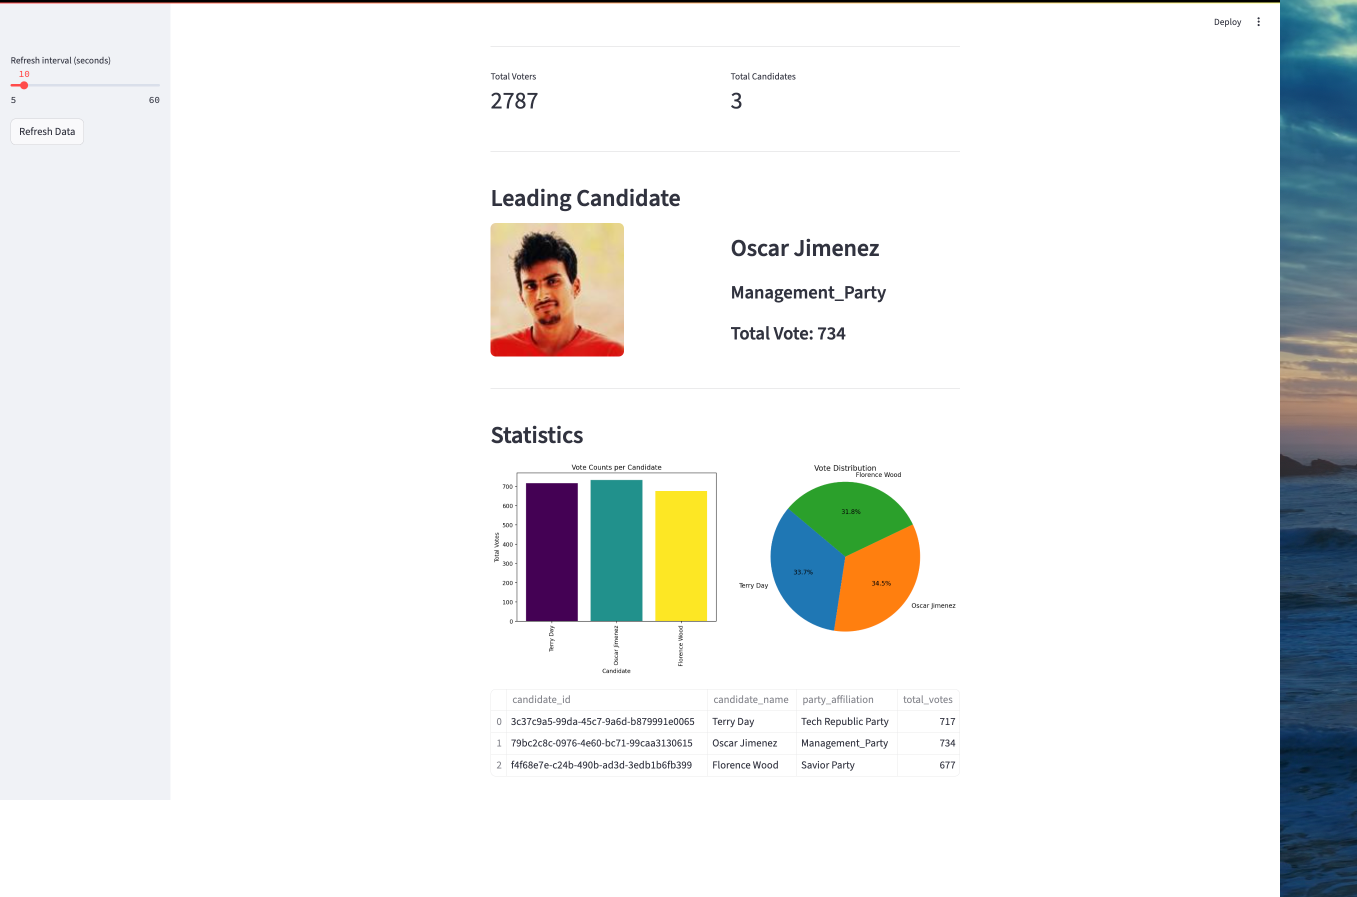 Deploy
Refresh interval (seconds)
10
5 60
Refresh Data
Total Voters Total Candidates
2787 3
Leading Candidate
Oscar Jimenez
Management_Party
Total Vote: 734
Statistics
Vote Counts per Candidate
Total Votes
700
600
500
400
300
200
100
0
Terry Day
Oscar Jimenez
Florence Wood
Candidate
Vote Distribution
Florence Wood
31.8%
33.7%
34.5%
Terry Day
Oscar Jimenez
candidate_id candidate_name party_affiliation total_votes
0 3c37c9a5-99da-45c7-9a6d-b879991e0065 Terry Day Tech Republic Party 717
1 79bc2c8c-0976-4e60-bc71-99caa3130615 Oscar Jimenez Management_Party 734
2 f4f68e7e-c24b-490b-ad3d-3edb1b6fb399 Florence Wood Savior Party 677